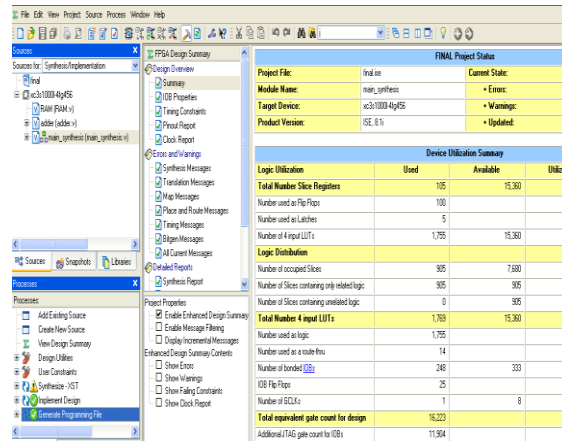 File Edit View Project Source Process Window Help
Sources
Sources for: Synthesis/Implementation
final
xc3s1000l-4fg456
RAM (RAM.v)
adder (adder.v)
main_synthesis (main_synthesis.v)
Sources Snapshots Libraries
Processes
Processes:
Add Existing Source
Create New Source
View Design Summary
Design Utilities
User Constraints
Synthesize - XST
Implement Design
Generate Programming File
FPGA Design Summary
Design Overview
Summary
IOB Properties
Timing Constraints
Pinout Report
Clock Report
Errors and Warnings
Synthesis Messages
Translation Messages
Map Messages
Place and Route Messages
Timing Messages
Bitgen Messages
All Current Messages
Detailed Reports
Synthesis Report
Project Properties
Enable Enhanced Design Summary
Enable Message Filtering
Display Incremental Messages
Enhanced Design Summary Contents
Show Errors
Show Warnings
Show Failing Constraints
Show Clock Report
FINAL Project Status
Project File: final.ise Current State:
Module Name: main_synthesis • Errors:
Target Device: xc3s1000l-4fg456 • Warnings:
Product Version: ISE, 8.1i • Updated:
Device Utilization Summary
Logic Utilization Used Available Utiliz
Total Number Slice Registers 105 15,360
Number used as Flip Flops 100
Number used as Latches 5
Number of 4 input LUTs 1,755 15,360
Logic Distribution
Number of occupied Slices 905 7,680
Number of Slices containing only related logic 905 905
Number of Slices containing unrelated logic 0 905
Total Number 4 input LUTs 1,769 15,360
Number used as logic 1,755
Number used as a route-thru 14
Number of bonded IOBs 248 333
IOB Flip Flops 25
Number of GCLKs 1 8
Total equivalent gate count for design 16,223
Additional JTAG gate count for IOBs 11,904